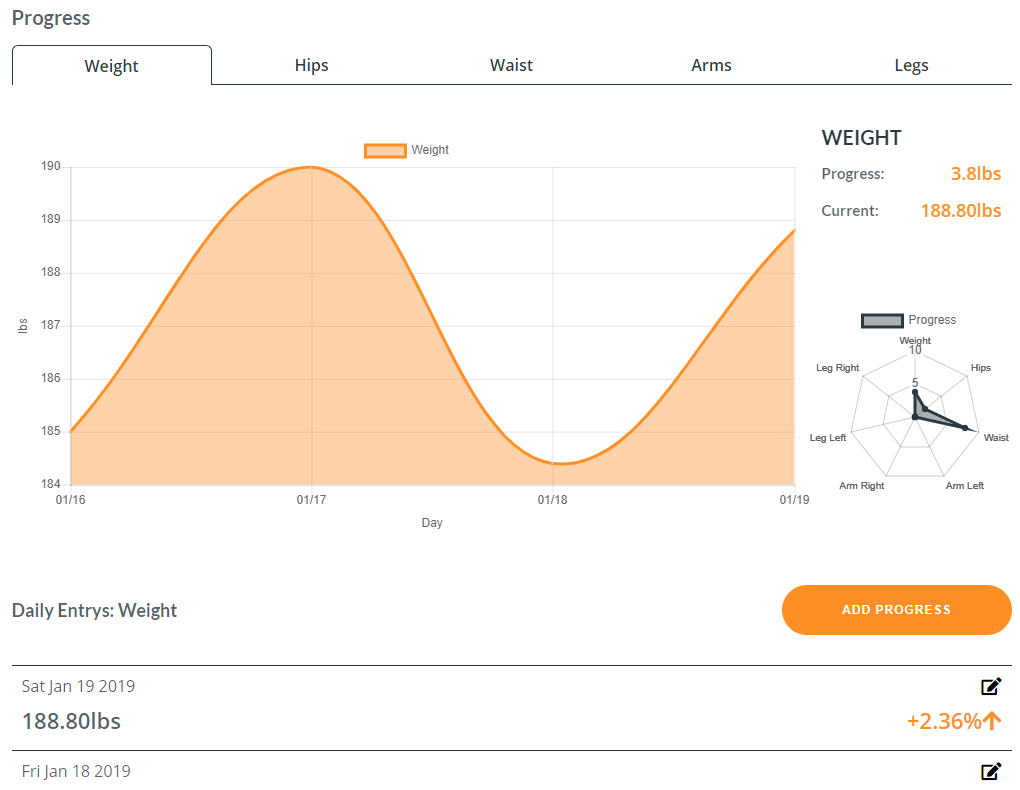 Progress
Weight Hips Waist Arms Legs
Weight
190
189
188
187
186
185
184
lbs
01/16 01/17 01/18 01/19
Day
WEIGHT
Progress: 3.8lbs
Current: 188.80lbs
Progress
Weight
10
5
Leg Right Hips
Leg Left Waist
Arm Right Arm Left
Daily Entrys: Weight ADD PROGRESS
Sat Jan 19 2019
188.80lbs +2.36%
Fri Jan 18 2019